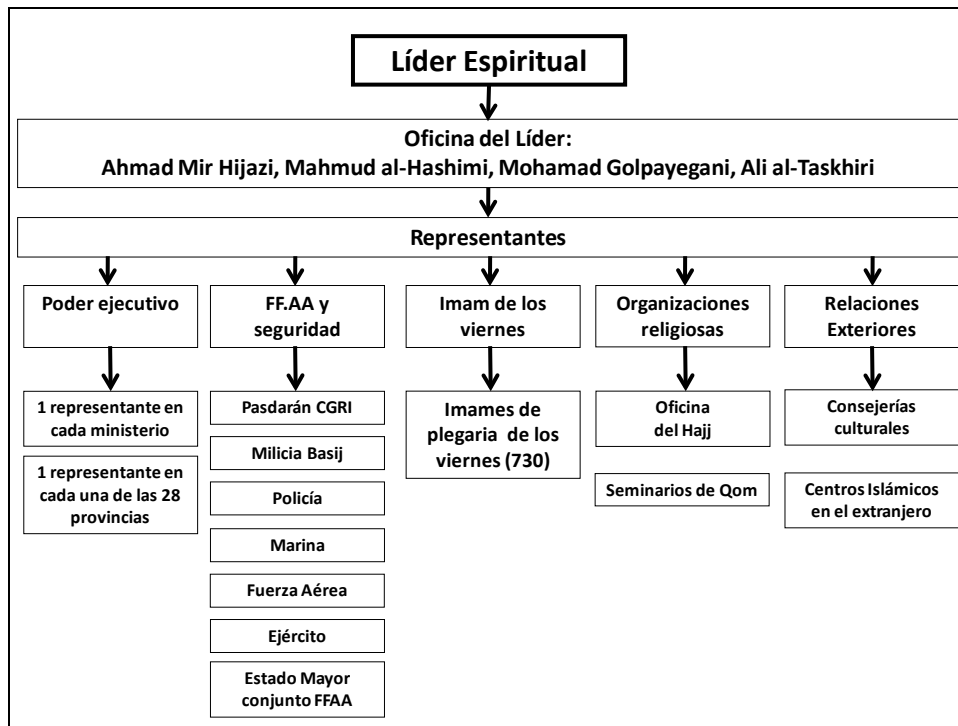 Líder Espiritual
Oficina del Líder:
Ahmad Mir Hijazi, Mahmud al-Hashimi, Mohamad Golpayegani, Ali al-Taskhiri
Representantes
Poder ejecutivo
1 representante en
cada ministerio
1 representante en
cada una de las 28
provincias
FF.AA y
seguridad
Pasdarán CGRI
Milicia Basij
Policía
Marina
Fuerza Aérea
Ejército
Estado Mayor
conjunto FFAA
Imam de los
viernes
Imames de
plegaria de los
viernes (730)
Organizaciones
religiosas
Oficina
del Hajj
Seminarios de Qom
Relaciones
Exteriores
Consejerías
culturales
Centros Islámicos
en el extranjero